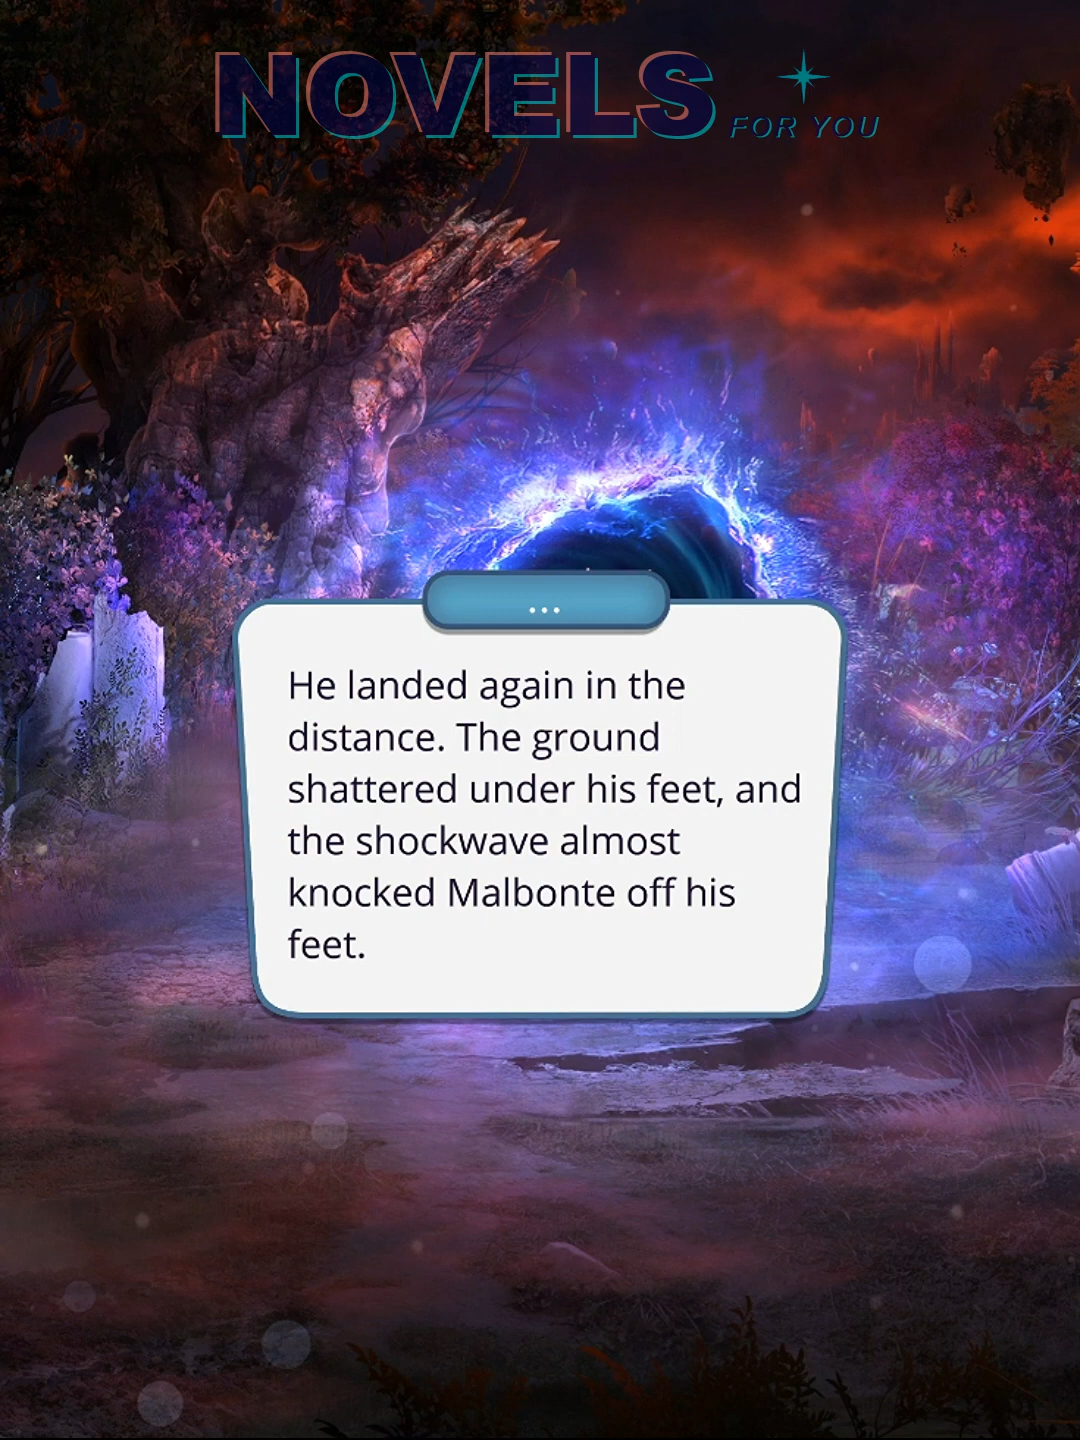 NOVELS FOR YOU
...
He landed again in the
distance. The ground
shattered under his feet, and
the shockwave almost
knocked Malbonte off his
feet.